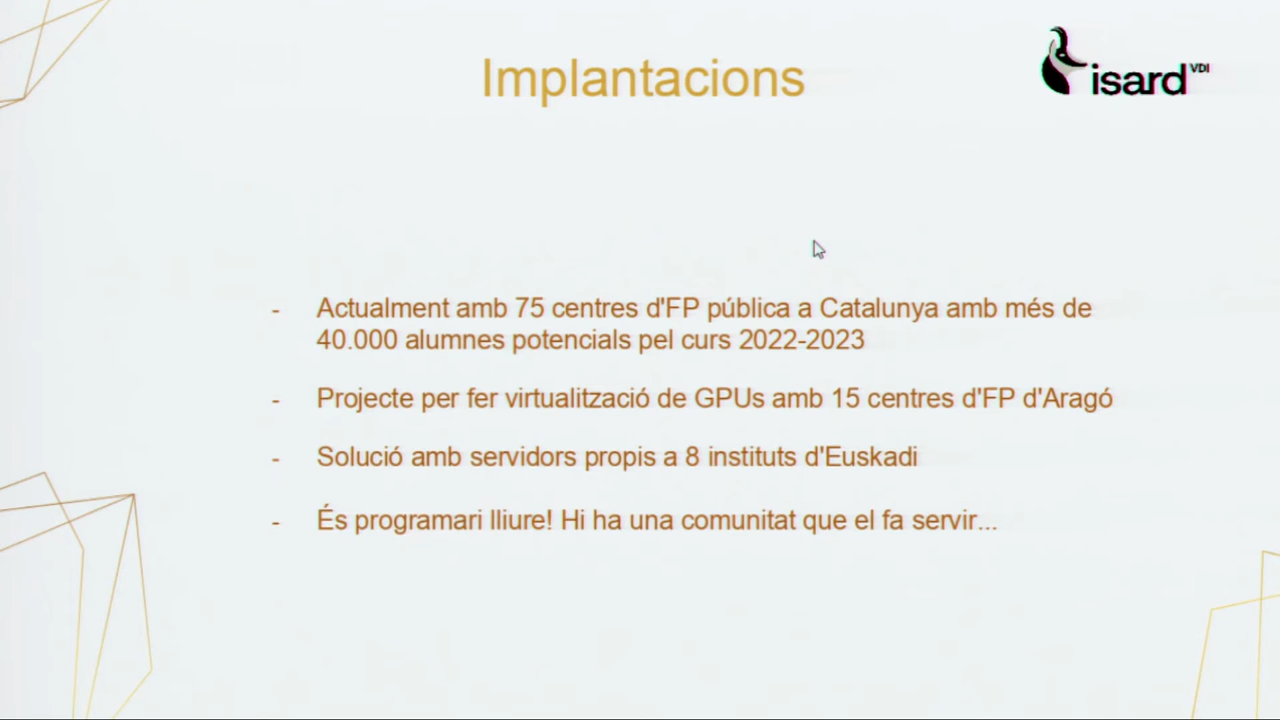 Implantacions
isard VDI
- Actualment amb 75 centres d'FP pública a Catalunya amb més de
40.000 alumnes potencials pel curs 2022-2023
- Projecte per fer virtualització de GPUs amb 15 centres d'FP d'Aragó
- Solució amb servidors propis a 8 instituts d'Euskadi
- És programari lliure! Hi ha una comunitat que el fa servir...